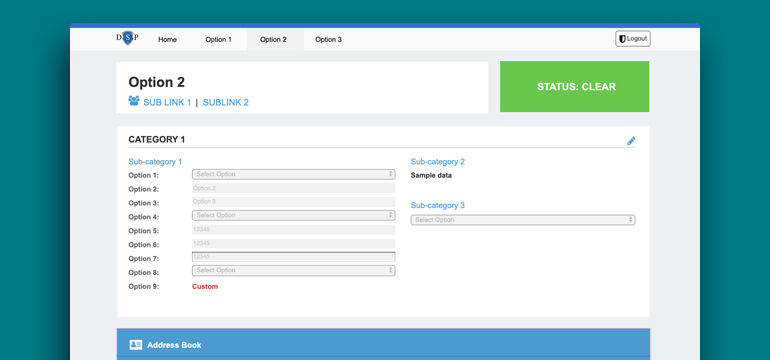 DSP Home Option 1 Option 2 Option 3 Logout
Option 2
SUB LINK 1 | SUBLINK 2
STATUS: CLEAR
CATEGORY 1
Sub-category 1
Option 1: Select Option
Option 2: Option 2
Option 3: Option 3
Option 4: Select Option
Option 5: 12345
Option 6: 12345
Option 7: 12345
Option 8: Select Option
Option 9: Custom
Sub-category 2
Sample data
Sub-category 3
Select Option
Address Book